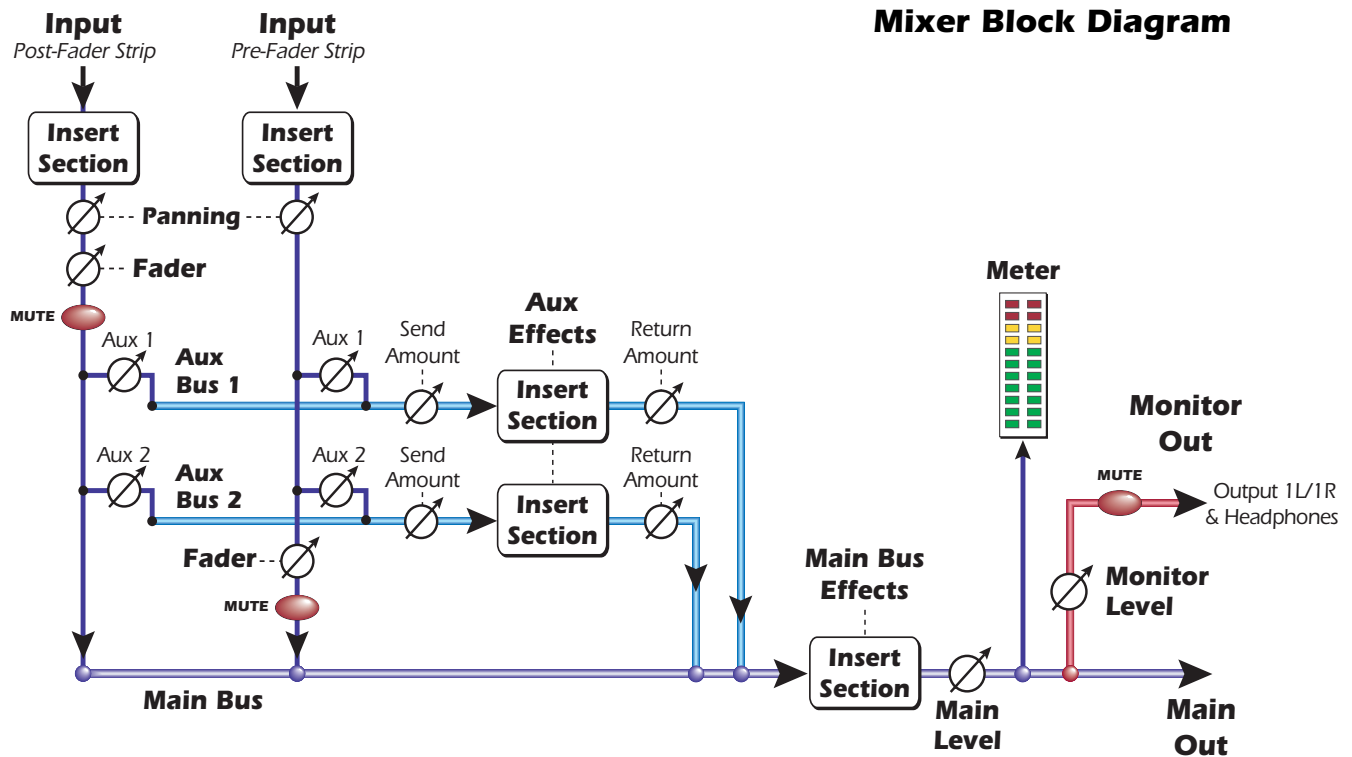 Mixer Block Diagram
Input
Post-Fader Strip
Input
Pre-Fader Strip
Insert
Section
Insert
Section
Panning
Fader
MUTE
Aux 1
Aux
Bus 1
Aux 1
Send
Amount
Aux
Effects
Insert
Section
Return
Amount
Aux 2
Aux
Bus 2
Aux 2
Send
Amount
Insert
Section
Return
Amount
Fader
MUTE
Main Bus
Main Bus
Effects
Insert
Section
Main
Level
Meter
Monitor
Out
MUTE
Output 1L/1R
& Headphones
Monitor
Level
Main
Out